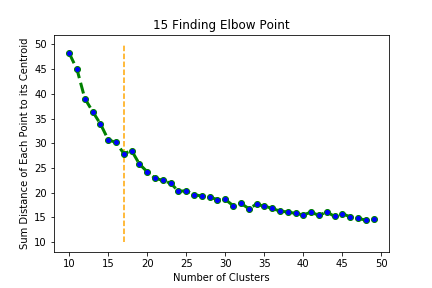 15 Finding Elbow Point
Sum Distance of Each Point to its Centroid
50
45
40
35
30
25
20
15
10
10 15 20 25 30 35 40 45 50
Number of Clusters